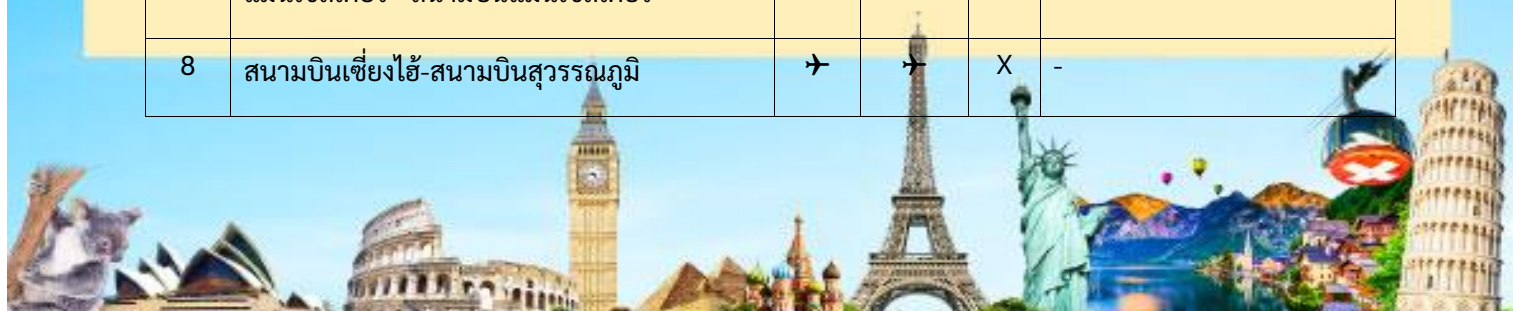 8 สนามบินเซี่ยงไฮ้-สนามบินสุวรรณภูมิ ✈ ✈ X -